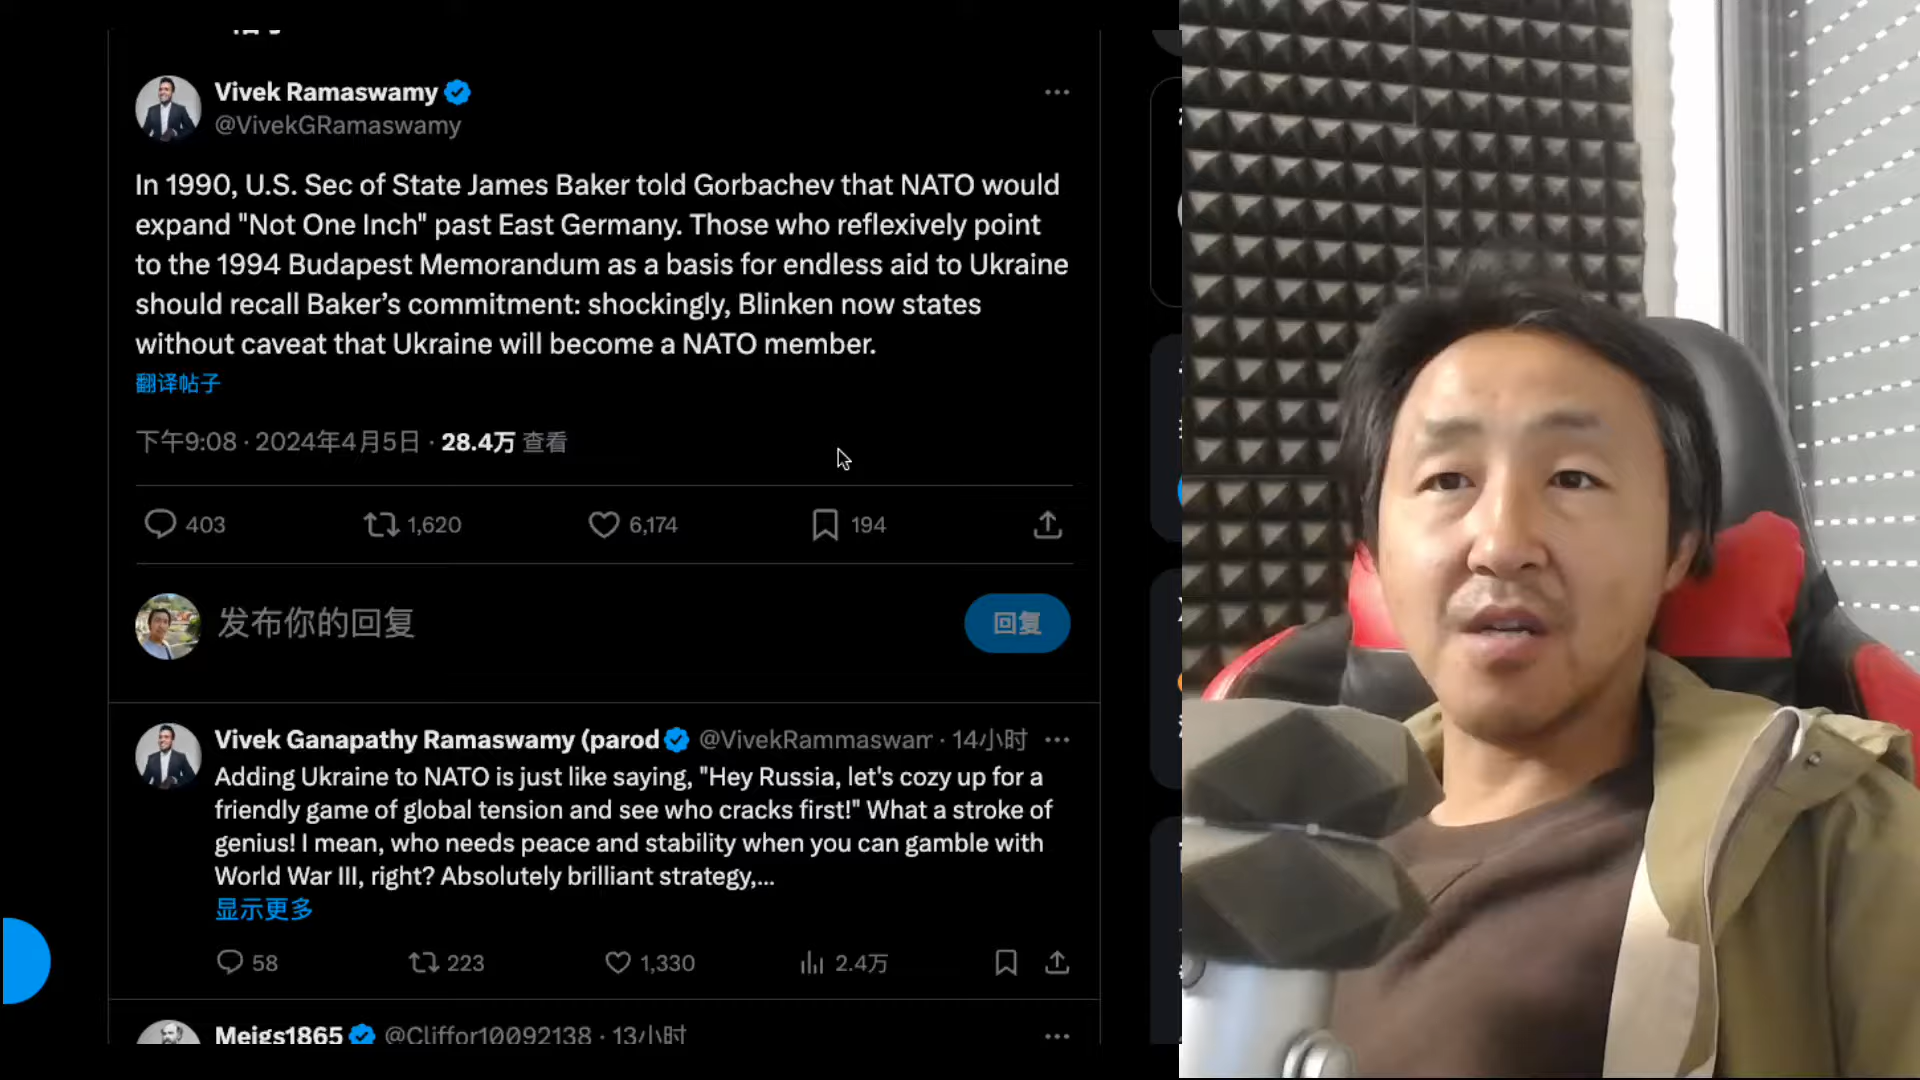 Vivek Ramaswamy
@VivekGRamaswamy
In 1990, U.S. Sec of State James Baker told Gorbachev that NATO would
expand "Not One Inch" past East Germany. Those who reflexively point
to the 1994 Budapest Memorandum as a basis for endless aid to Ukraine
should recall Baker’s commitment: shockingly, Blinken now states
without caveat that Ukraine will become a NATO member.
翻译帖子
下午9:08 · 2024年4月5日 · 28.4万 查看
403 1,620 6,174 194
发布你的回复
回复
Vivek Ganapathy Ramaswamy (parod @VivekRammaswar · 14小时
Adding Ukraine to NATO is just like saying, "Hey Russia, let's cozy up for a
friendly game of global tension and see who cracks first!" What a stroke of
genius! I mean, who needs peace and stability when you can gamble with
World War III, right? Absolutely brilliant strategy,...
显示更多
58 223 1,330 2.4万
Meigs1865 @Cliffor10092138 · 13小时